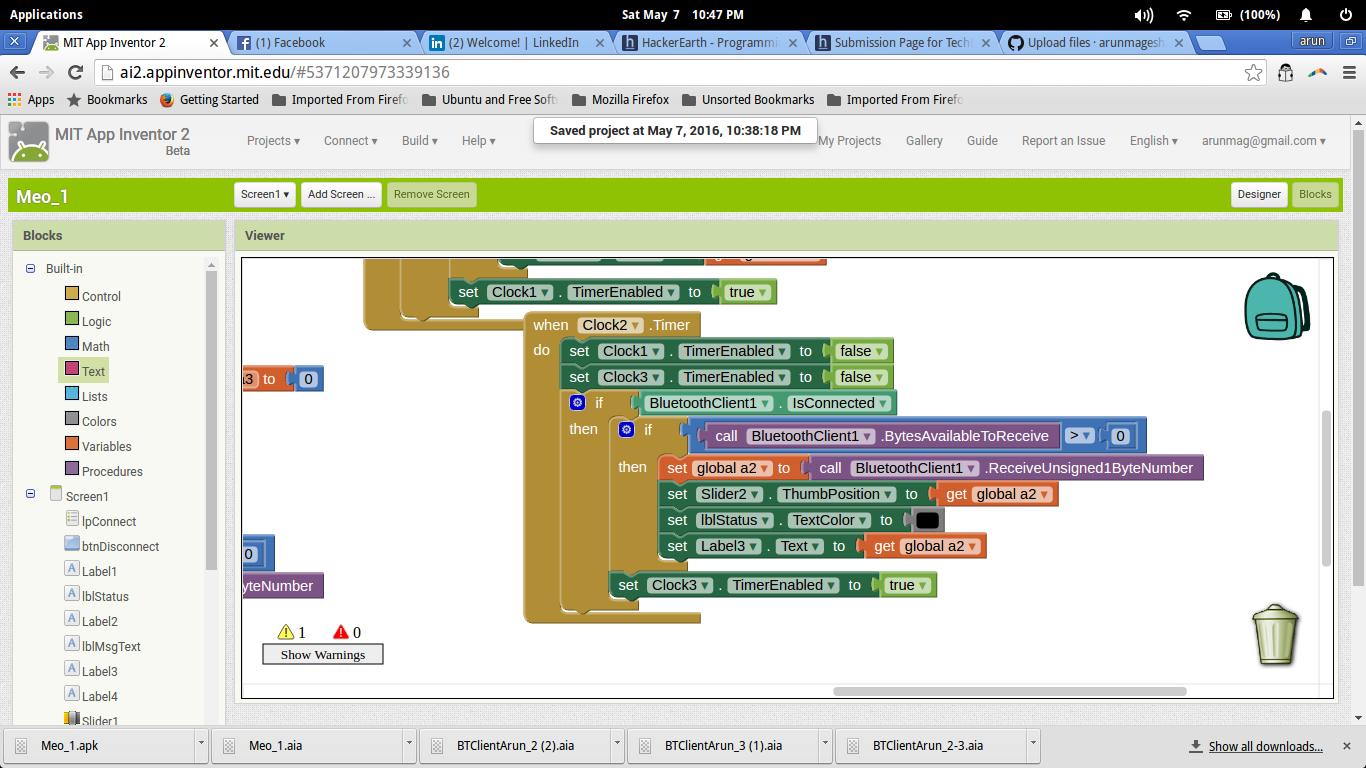 Applications
Sat May 7 10:47 PM
(100%)
MIT App Inventor 2
(1) Facebook
(2) Welcome! | LinkedIn
HackerEarth - Programmi
Submission Page for Tech
Upload files · arunmagesh
arun
ai2.appinventor.mit.edu/#5371207973339136
Apps
Bookmarks
Getting Started
Imported From Firefo
Ubuntu and Free Soft
Mozilla Firefox
Unsorted Bookmarks
Imported From Firefo
MIT App Inventor 2
Beta
Projects ▾
Connect ▾
Build ▾
Help ▾
Saved project at May 7, 2016, 10:38:18 PM
My Projects
Gallery
Guide
Report an Issue
English ▾
arunmag@gmail.com ▾
Meo_1
Screen1 ▾
Add Screen ...
Remove Screen
Designer
Blocks
Blocks
Viewer
Built-in
Control
Logic
Math
Text
Lists
Colors
Variables
Procedures
Screen1
lpConnect
btnDisconnect
Label1
lblStatus
Label2
lblMsgText
Label3
Label4
Slider1
set Clock1 . TimerEnabled to true
a3 to 0
0
yteNumber
when Clock2 .Timer
do set Clock1 . TimerEnabled to false
set Clock3 . TimerEnabled to false
if BluetoothClient1 . IsConnected
then if call BluetoothClient1 .BytesAvailableToReceive > 0
then set global a2 to call BluetoothClient1 .ReceiveUnsigned1ByteNumber
set Slider2 . ThumbPosition to get global a2
set lblStatus . TextColor to
set Label3 . Text to get global a2
set Clock3 . TimerEnabled to true
1 0
Show Warnings
Meo_1.apk
Meo_1.aia
BTClientArun_2 (2).aia
BTClientArun_3 (1).aia
BTClientArun_2-3.aia
Show all downloads...